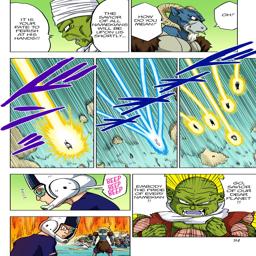 OH?
HOW DO
YOU
MEAN?
THE
SAVIOR
OF ALL
NAMEKIANS
WILL BE
UPON US
SHORTLY...
IT IS
YOUR
FATE TO
PERISH
AT HIS
HANDS!!
GO,
SAVIOR OF
OUR DEAR
PLANET
!!
EMBODY
THE PRIDE
OF EVERY
NAMEKIAN
!!
BEEP
BEEP
BEEP